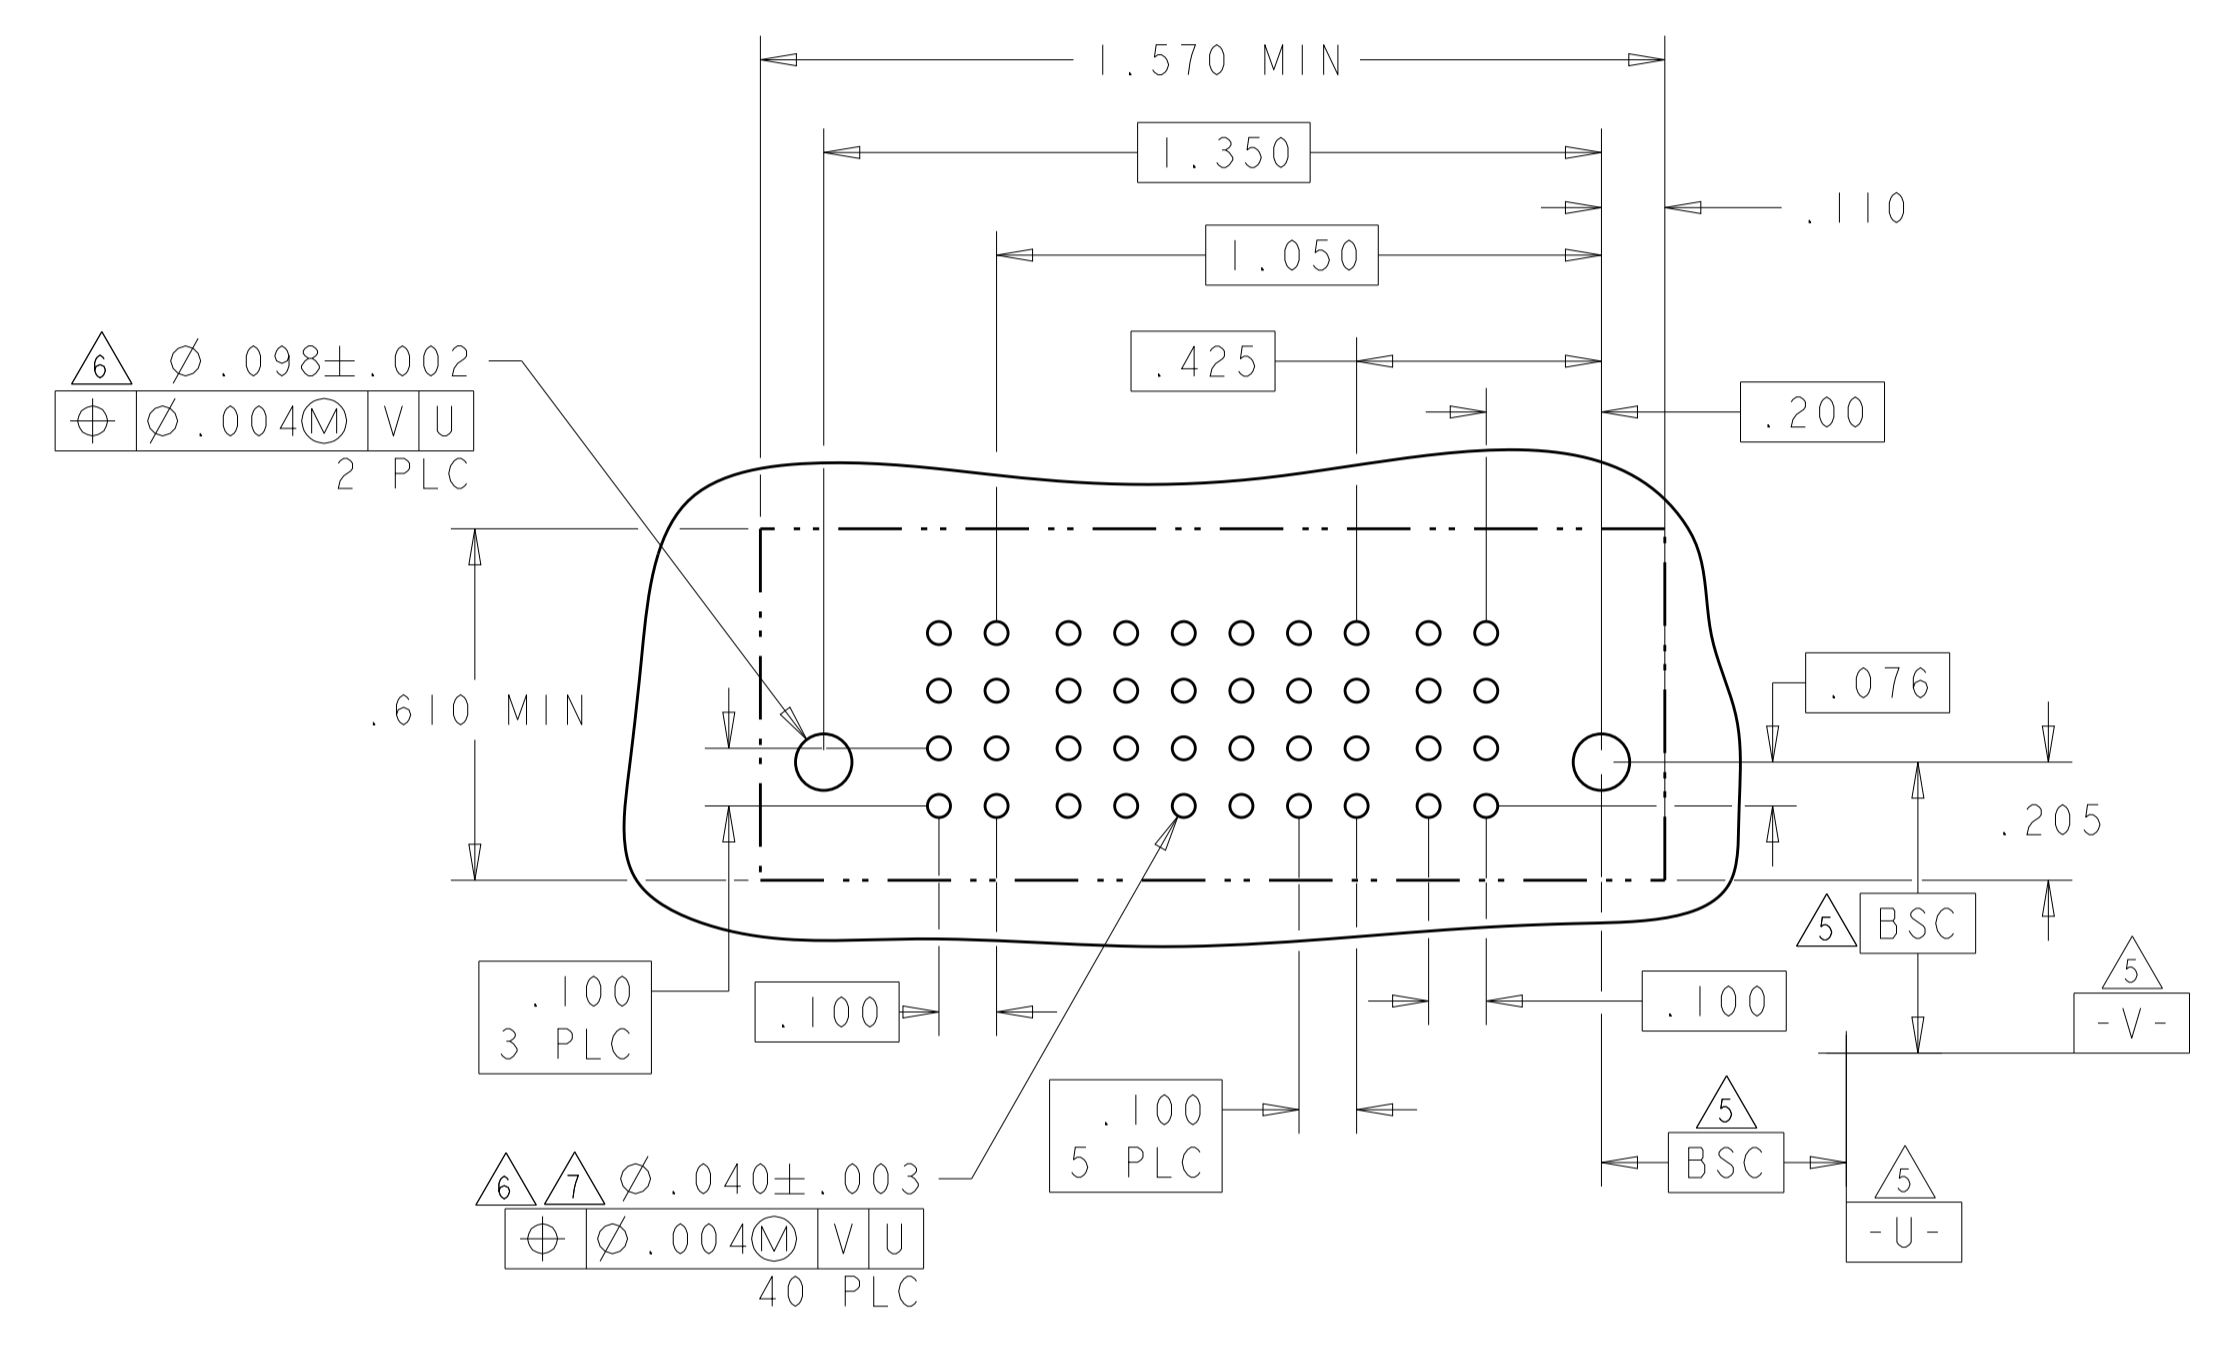 1.570 MIN
1.350
.110
1.050
.425
.200
6 Ø.098±.002
⌖ Ø.004Ⓜ V U
2 PLC
.610 MIN
.076
.205
5 BSC
5
-V-
.100
3 PLC
.100
.100
.100
5 PLC
5
BSC
5
-U-
6 7 Ø.040±.003
⌖ Ø.004Ⓜ V U
40 PLC